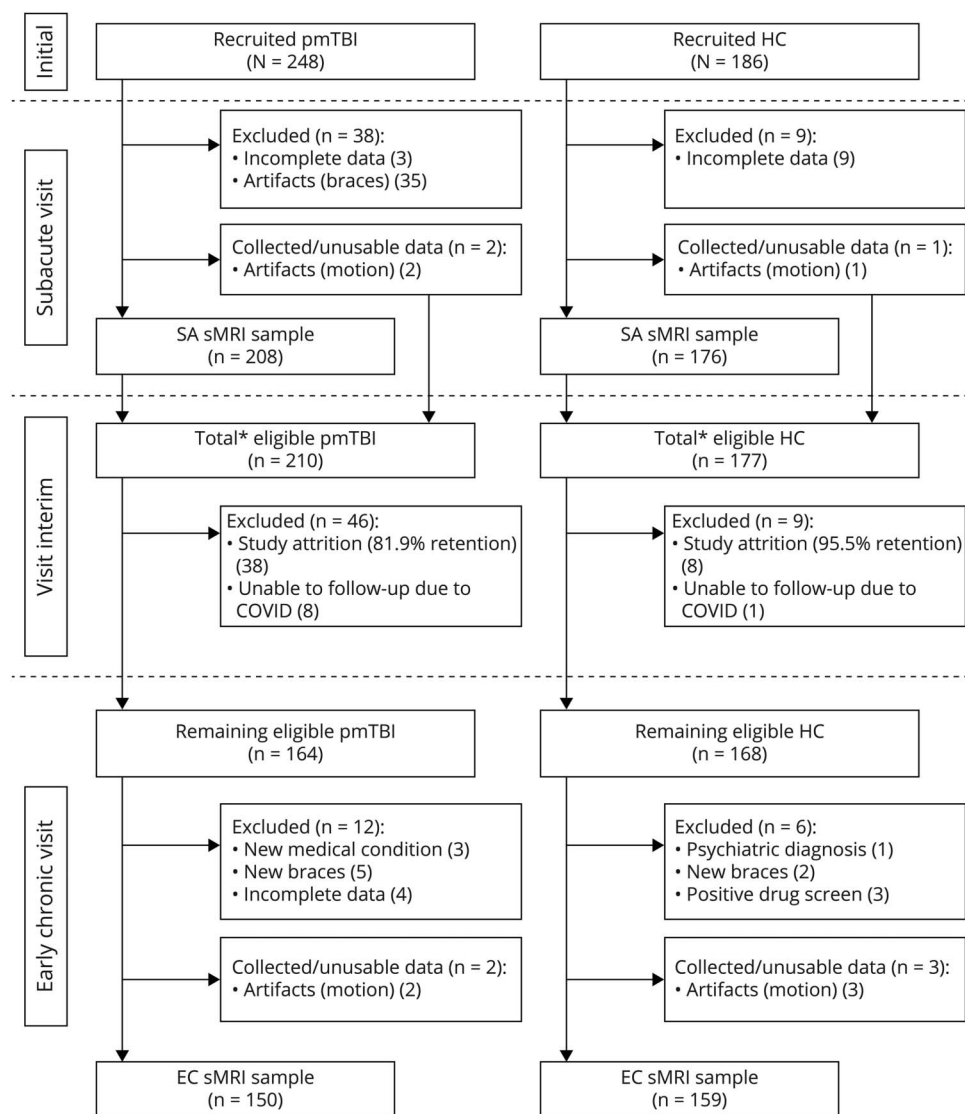 Initial
Recruited pmTBI
(N = 248)
Recruited HC
(N = 186)
Subacute visit
Excluded (n = 38):
• Incomplete data (3)
• Artifacts (braces) (35)
Excluded (n = 9):
• Incomplete data (9)
Collected/unusable data (n = 2):
• Artifacts (motion) (2)
Collected/unusable data (n = 1):
• Artifacts (motion) (1)
SA sMRI sample
(n = 208)
SA sMRI sample
(n = 176)
Visit interim
Total* eligible pmTBI
(n = 210)
Total* eligible HC
(n = 177)
Excluded (n = 46):
• Study attrition (81.9% retention)
(38)
• Unable to follow-up due to
COVID (8)
Excluded (n = 9):
• Study attrition (95.5% retention)
(8)
• Unable to follow-up due to
COVID (1)
Early chronic visit
Remaining eligible pmTBI
(n = 164)
Remaining eligible HC
(n = 168)
Excluded (n = 12):
• New medical condition (3)
• New braces (5)
• Incomplete data (4)
Excluded (n = 6):
• Psychiatric diagnosis (1)
• New braces (2)
• Positive drug screen (3)
Collected/unusable data (n = 2):
• Artifacts (motion) (2)
Collected/unusable data (n = 3):
• Artifacts (motion) (3)
EC sMRI sample
(n = 150)
EC sMRI sample
(n = 159)